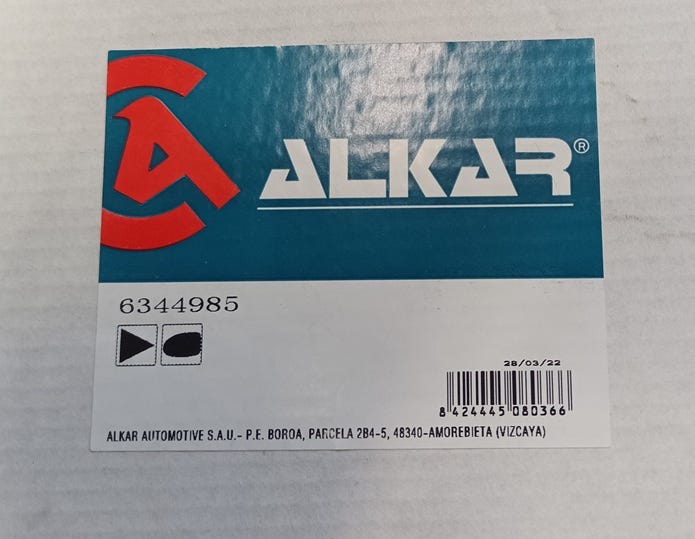 ALKAR®
6344985
28/03/22
8 424445 080366
ALKAR AUTOMOTIVE S.A.U.- P.E. BOROA, PARCELA 2B4-5, 48340-AMOREBIETA (VIZCAYA)